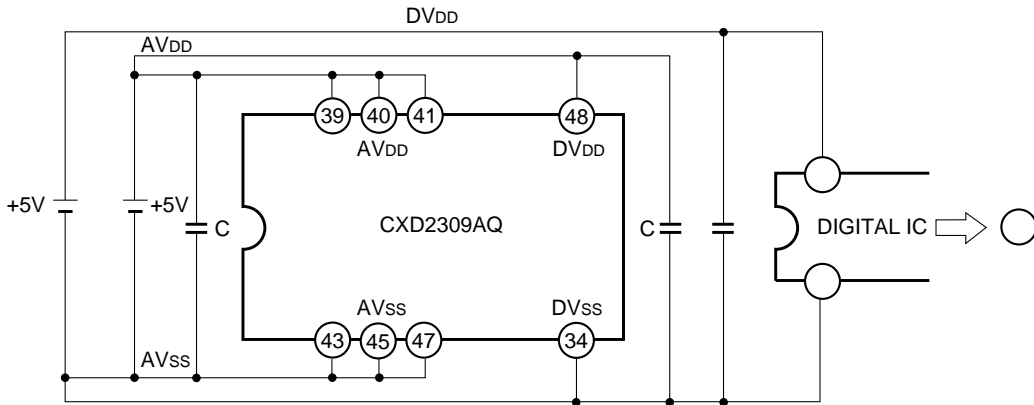 DVDD
AVDD
39 40 41 48
AVDD DVDD
+5V +5V C CXD2309AQ C DIGITAL IC
AVSS DVSS
43 45 47 34
AVSS